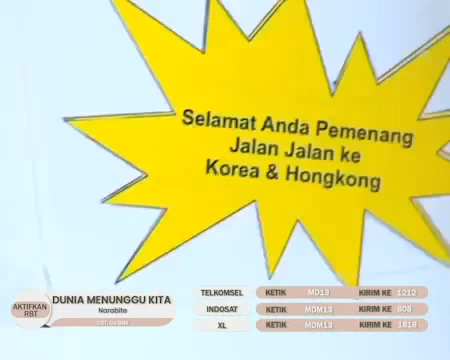 Selamat Anda Pemenang
Jalan Jalan ke
Korea & Hongkong
AKTIFKAN
RBT
DUNIA MENUNGGU KITA
Narabite
TELKOMSEL KETIK MD13 KIRIM KE 1212
INDOSAT KETIK MDM13 KIRIM KE 808
XL KETIK MDM13 KIRIM KE 1818